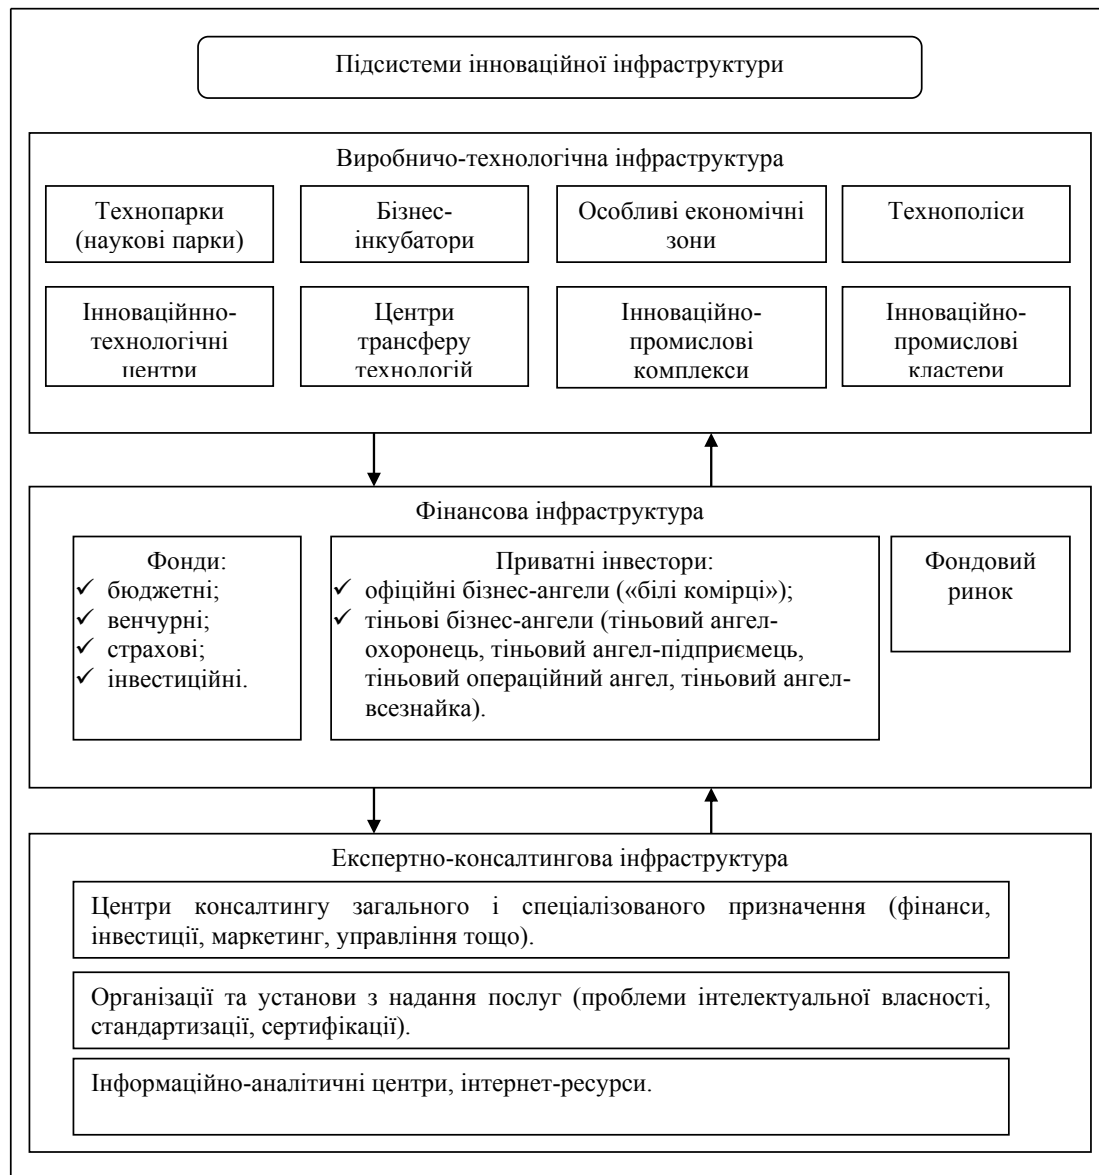 Підсистеми інноваційної інфраструктури
Виробничо-технологічна інфраструктура
Технопарки
(наукові парки)
Бізнес-
інкубатори
Особливі економічні
зони
Технополіси
Інноваційнно-
технологічні
центри
Центри
трансферу
технологій
Інноваційно-
промислові
комплекси
Інноваційно-
промислові
кластери
Фінансова інфраструктура
Фонди:
✓ бюджетні;
✓ венчурні;
✓ страхові;
✓ інвестиційні.
Приватні інвестори:
✓ офіційні бізнес-ангели («білі комірці»);
✓ тіньові бізнес-ангели (тіньовий ангел-
охоронець, тіньовий ангел-підприємець,
тіньовий операційний ангел, тіньовий ангел-
всезнайка).
Фондовий
ринок
Експертно-консалтингова інфраструктура
Центри консалтингу загального і спеціалізованого призначення (фінанси,
інвестиції, маркетинг, управління тощо).
Організації та установи з надання послуг (проблеми інтелектуальної власності,
стандартизації, сертифікації).
Інформаційно-аналітичні центри, інтернет-ресурси.